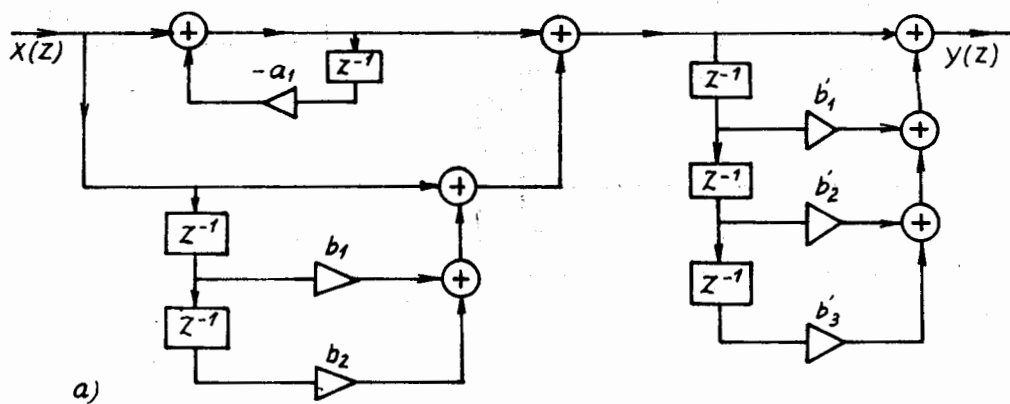 +
+
+
X(Z)
Z⁻¹
-a₁
Y(Z)
Z⁻¹
b'₁
+
Z⁻¹
b'₂
+
Z⁻¹
b'₃
+
Z⁻¹
b₁
+
Z⁻¹
b₂
a)